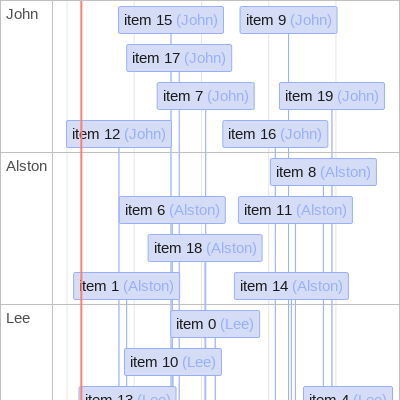 John
item 15 (John)
item 9 (John)
item 17 (John)
item 7 (John)
item 19 (John)
item 12 (John)
item 16 (John)
Alston
item 8 (Alston)
item 6 (Alston)
item 11 (Alston)
item 18 (Alston)
item 1 (Alston)
item 14 (Alston)
Lee
item 0 (Lee)
item 10 (Lee)
item 13 (Lee)
item 4 (Lee)